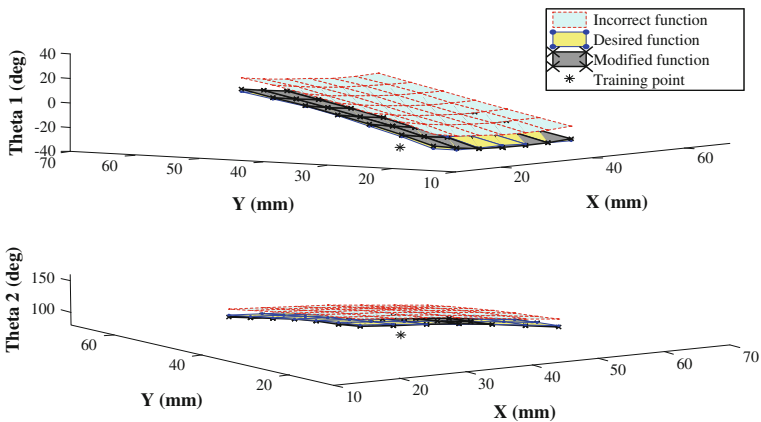 Incorrect function
Desired function
Modified function
Training point
Theta 1 (deg)
40
20
0
-20
-40
70
60
50
40
30
20
10
Y (mm)
20
40
60
X (mm)
Theta 2 (deg)
150
100
60
40
20
Y (mm)
10
20
30
40
50
60
70
X (mm)